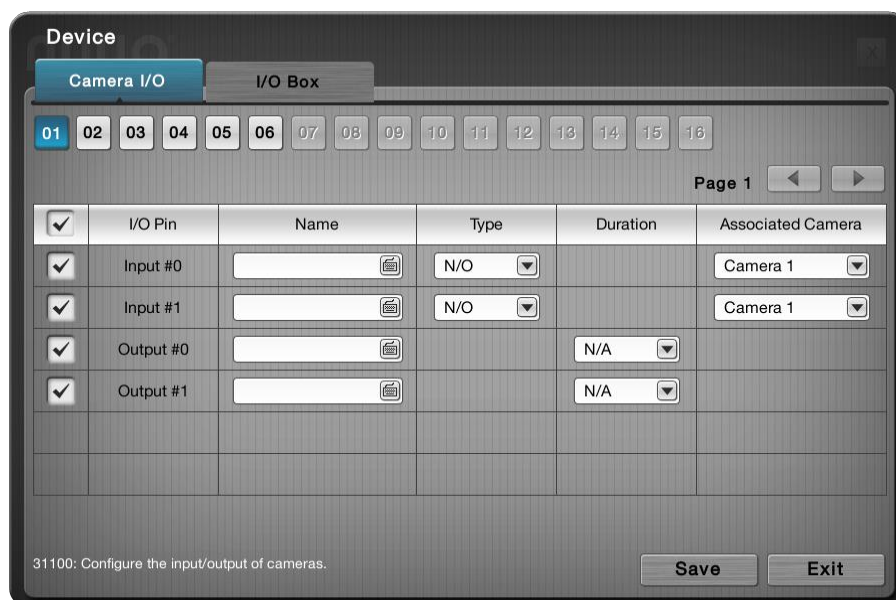 Device
Camera I/O I/O Box
01 02 03 04 05 06 07 08 09 10 11 12 13 14 15 16
Page 1
I/O Pin Name Type Duration Associated Camera
Input #0 N/O Camera 1
Input #1 N/O Camera 1
Output #0 N/A
Output #1 N/A
31100: Configure the input/output of cameras.
Save Exit